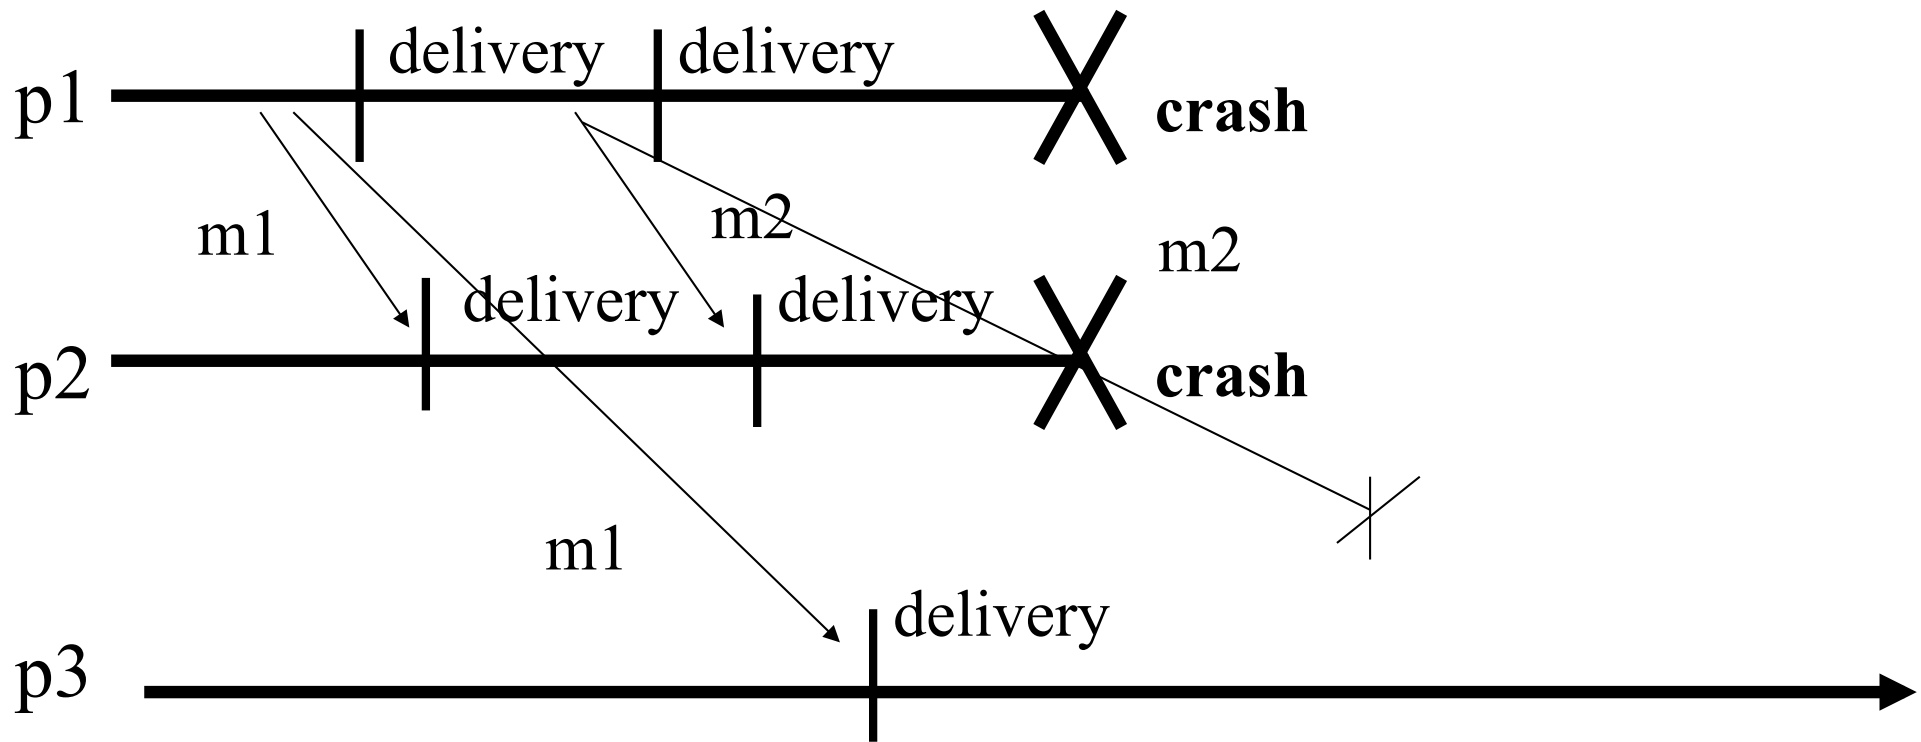 delivery delivery
p1 crash
m1 m2 m2
delivery delivery
p2 crash
m1
delivery
p3